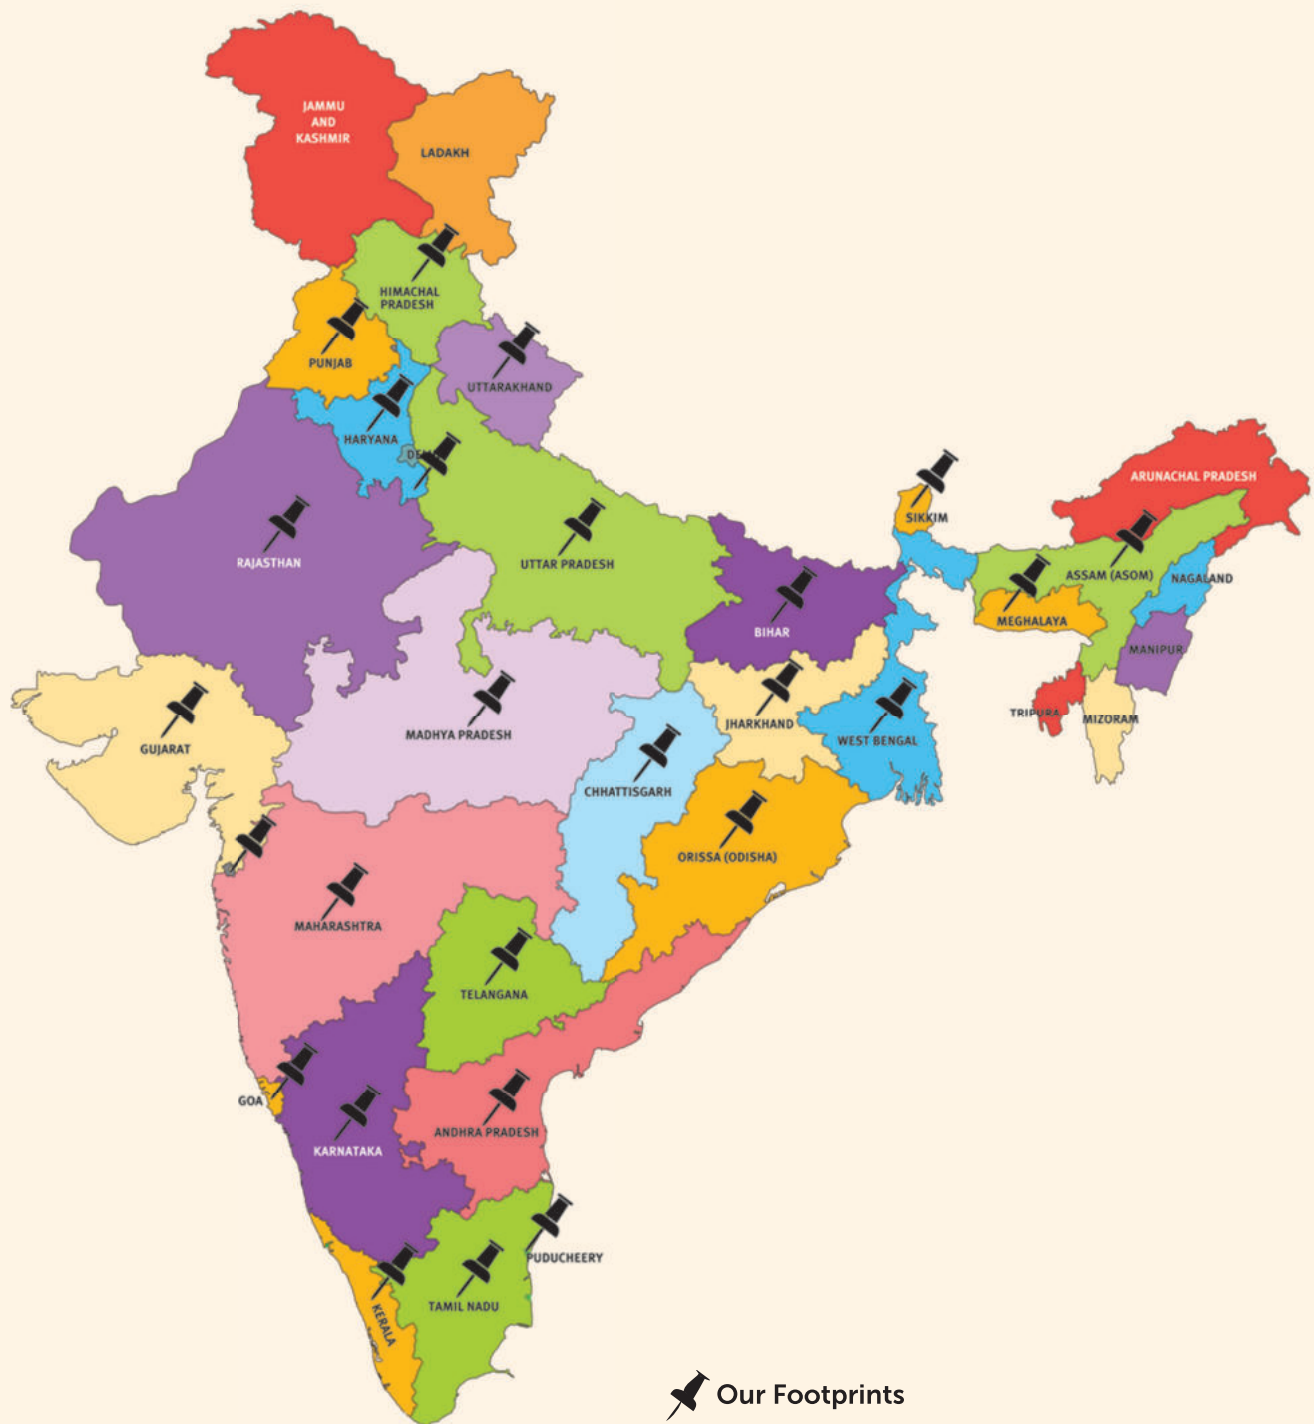 JAMMU
AND
KASHMIR
LADAKH
HIMACHAL
PRADESH
PUNJAB
UTTARAKHAND
HARYANA
RAJASTHAN
UTTAR PRADESH
SIKKIM
ARUNACHAL PRADESH
ASSAM (ASOM)
NAGALAND
MEGHALAYA
BIHAR
MANIPUR
TRIPURA
MIZORAM
GUJARAT
MADHYA PRADESH
JHARKHAND
WEST BENGAL
CHHATTISGARH
ORISSA (ODISHA)
MAHARASHTRA
TELANGANA
GOA
KARNATAKA
ANDHRA PRADESH
PUDUCHEERY
TAMIL NADU
KERALA
Our Footprints